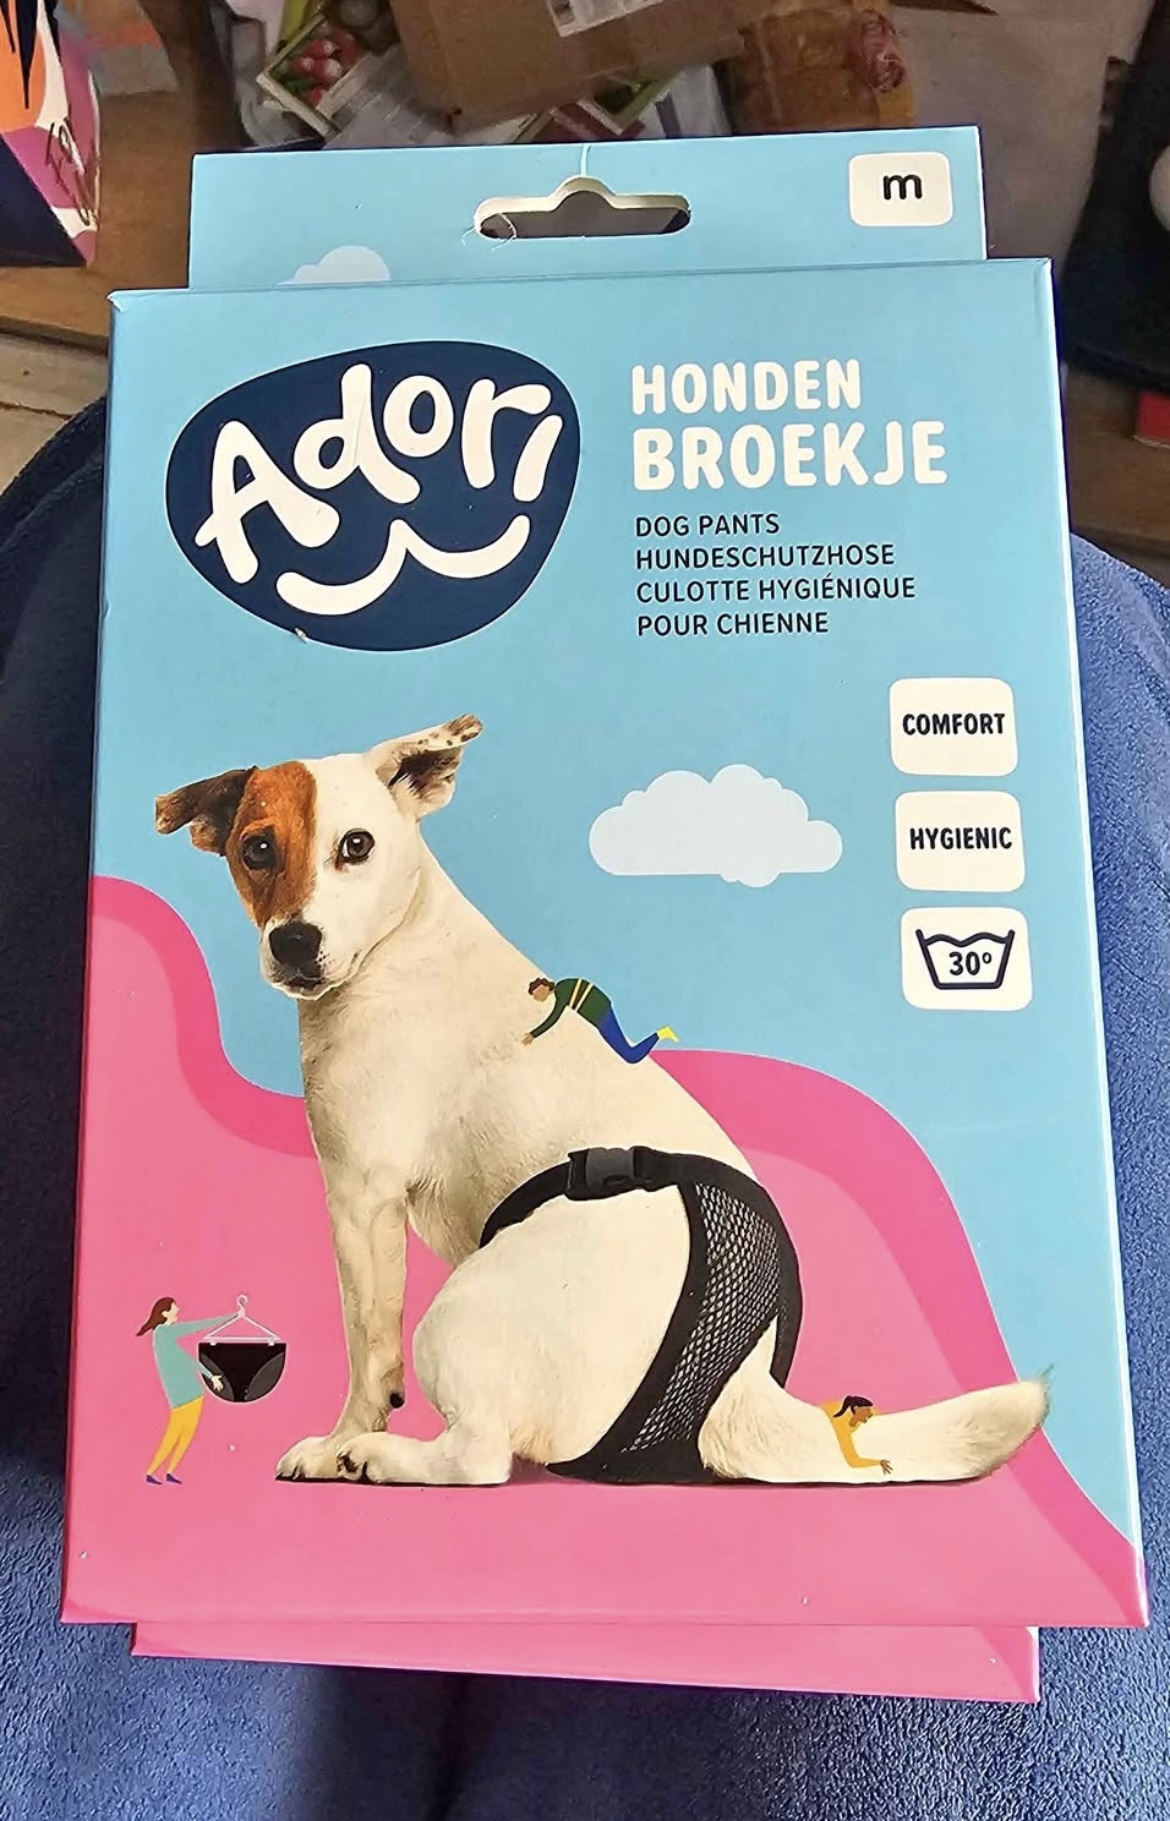 m
Adori
HONDEN
BROEKJE
DOG PANTS
HUNDESCHUTZHOSE
CULOTTE HYGIÉNIQUE
POUR CHIENNE
COMFORT
HYGIENIC
30°